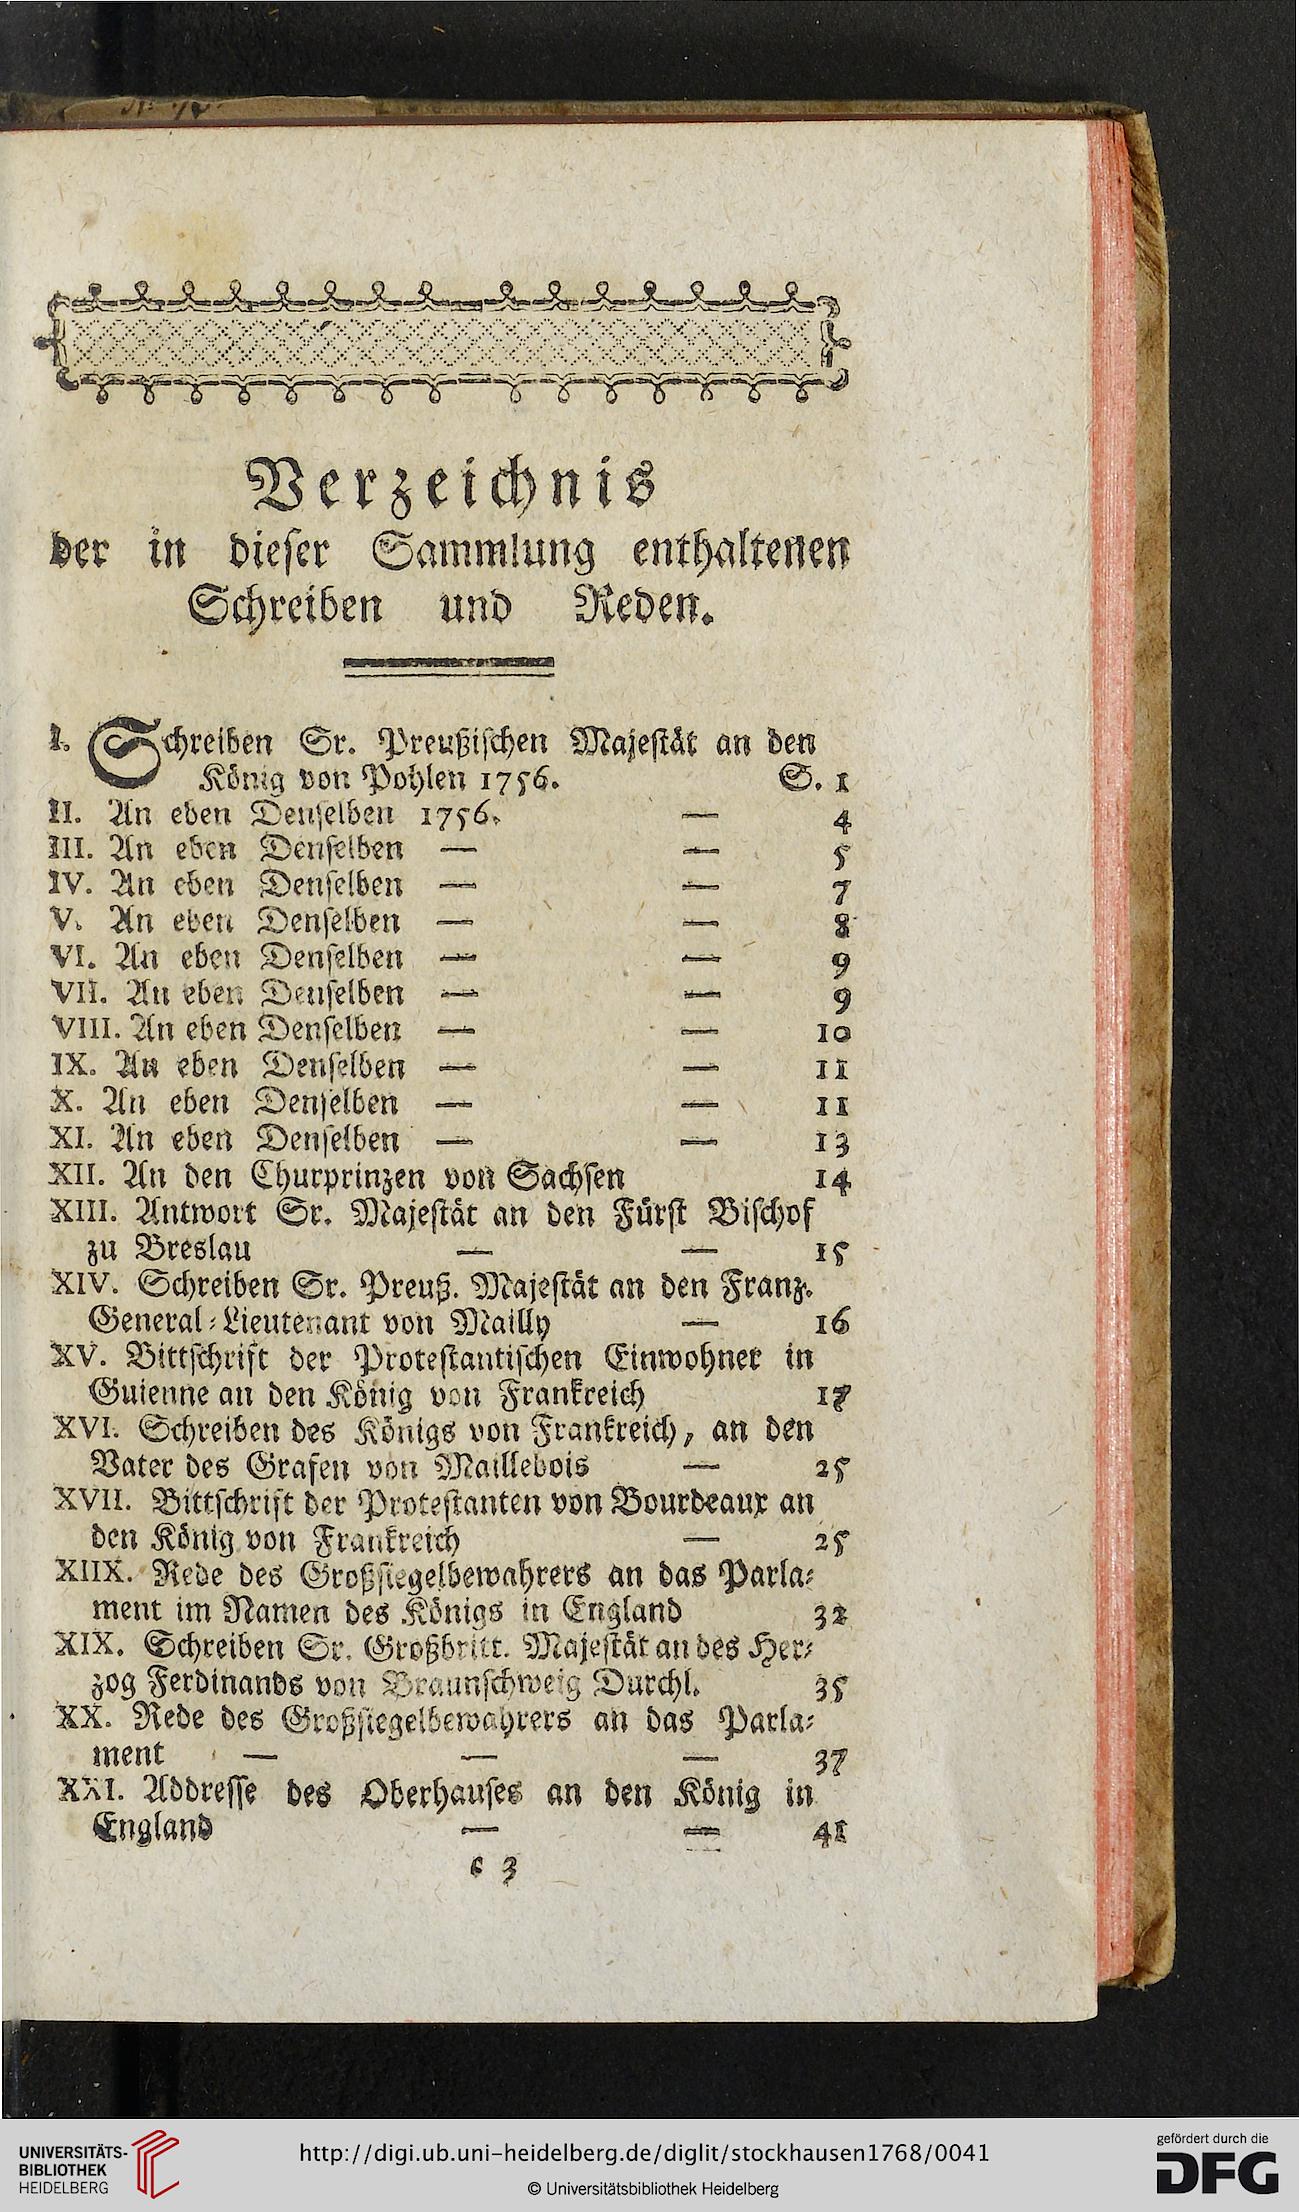 Verzeichnis
der in dieser Sammlung enthaltenen
Schreiben und Reden.
I. Schreiben Sr. Preußischen Majestät an den
König von Pohlen 1756. S. 1
II. An eben Denselben 1756. — 4
III. An eben Denselben — — 5
IV. An eben Denselben — — 7
V. An eben Denselben — — 8
VI. An eben Denselben — — 9
VII. An eben Denselben — — 9
VIII. An eben Denselben — — 10
IX. An eben Denselben — — 11
X. An eben Denselben — — 11
XI. An eben Denselben — — 13
XII. An den Churprinzen von Sachsen 14
XIII. Antwort Sr. Majestät an den Fürst Bischof
zu Breslau — — 15
XIV. Schreiben Sr. Preuß. Majestät an den Franz.
General-Lieutenant von Mailly — 16
XV. Bittschrift der Protestantischen Einwohner in
Guienne an den König von Frankreich 17
XVI. Schreiben des Königs von Frankreich, an den
Vater des Grafen von Maillebois — 25
XVII. Bittschrift der Protestanten von Bourdeaux an
den König von Frankreich — 25
XIIX. Rede des Großsiegelbewahrers an das Parla-
ment im Namen des Königs in England 32
XIX. Schreiben Sr. Großbritt. Majestät an des Her-
zog Ferdinands von Braunschweig Durchl. 35
XX. Rede des Großsiegelbewahrers an das Parla-
ment — — — 37
XXI. Addresse des Oberhauses an den König in
England — — 41
c 3
UNIVERSITÄTS-
BIBLIOTHEK
HEIDELBERG
http://digi.ub.uni-heidelberg.de/diglit/stockhausen1768/0041
© Universitätsbibliothek Heidelberg
gefördert durch die
DFG